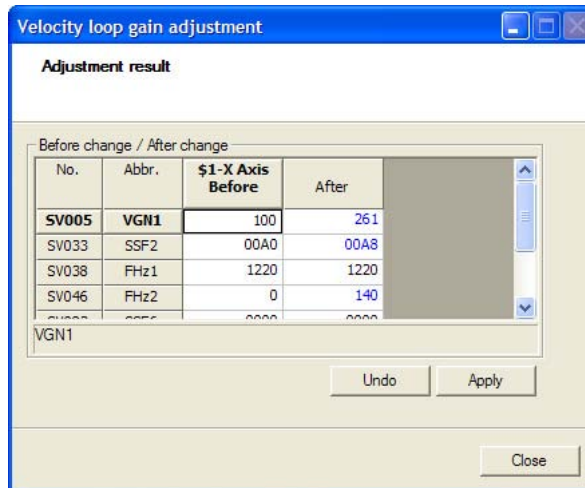 Velocity loop gain adjustment
Adjustment result
Before change / After change
No. Abbr. $1-X Axis Before After
SV005 VGN1 100 261
SV033 SSF2 00A0 00A8
SV038 FHz1 1220 1220
SV046 FHz2 0 140
VGN1
Undo Apply
Close